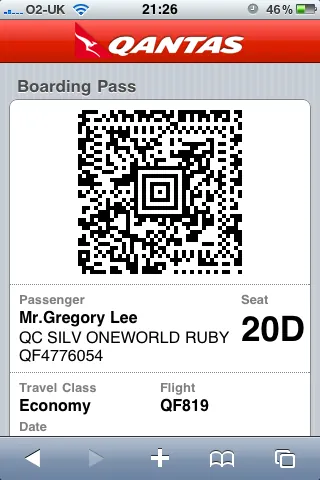 O2-UK 21:26 46%
QANTAS
Boarding Pass
Passenger Seat
Mr.Gregory Lee
20D
QC SILV ONEWORLD RUBY
QF4776054
Travel Class Flight
Economy QF819
Date